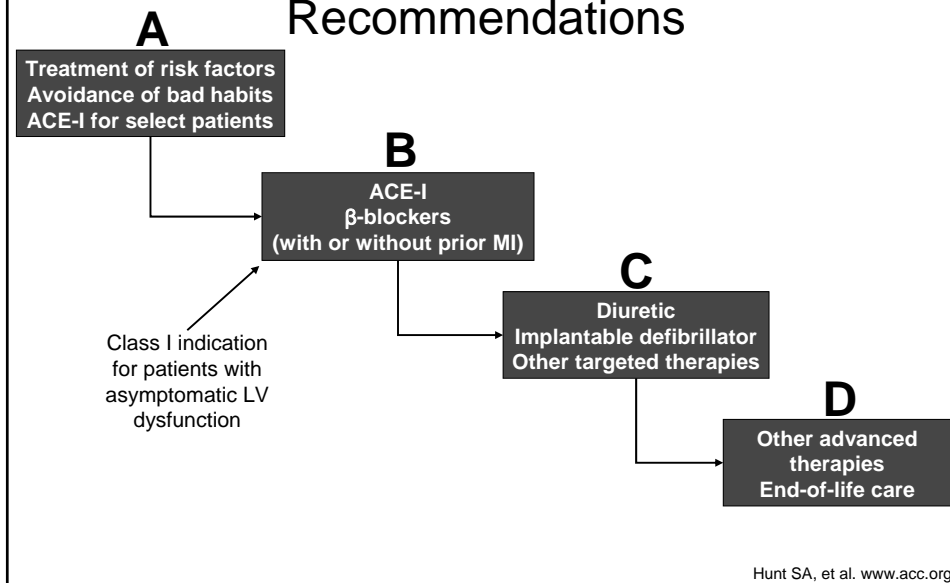 Recommendations
A
Treatment of risk factors
Avoidance of bad habits
ACE-I for select patients
B
ACE-I
β-blockers
(with or without prior MI)
Class I indication
for patients with
asymptomatic LV
dysfunction
C
Diuretic
Implantable defibrillator
Other targeted therapies
D
Other advanced
therapies
End-of-life care
Hunt SA, et al. www.acc.org